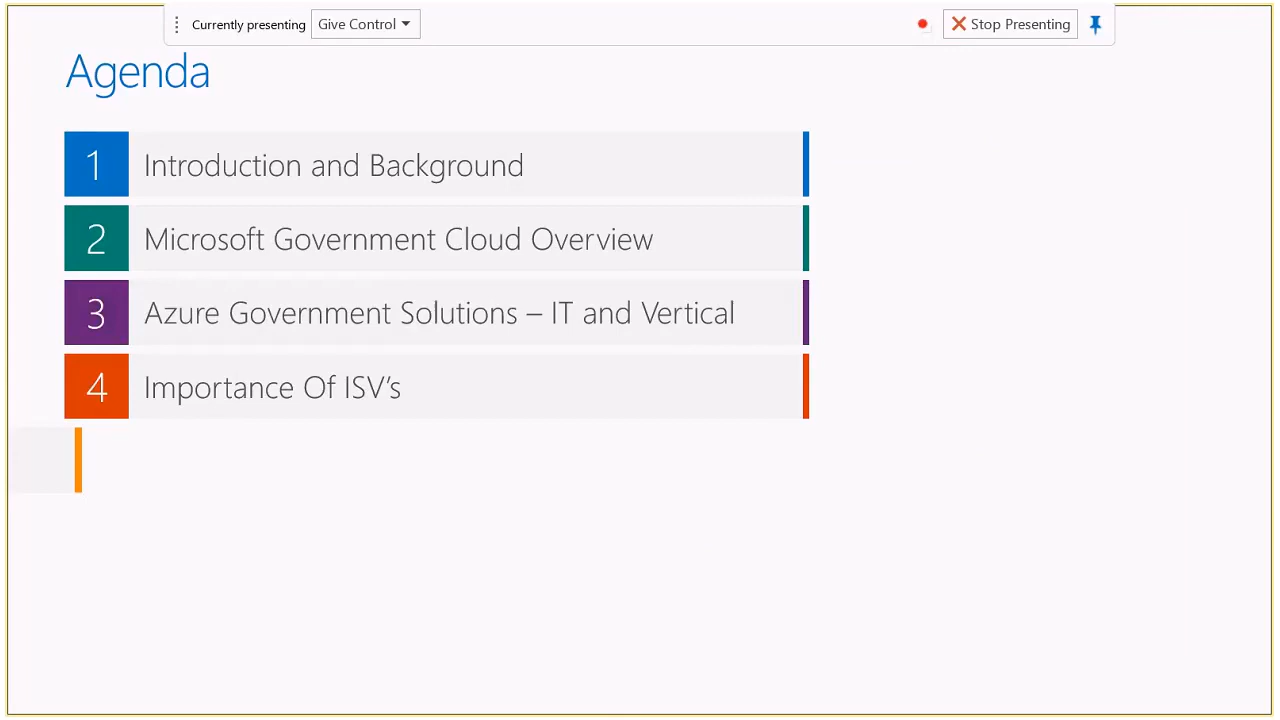 Currently presenting Give Control Stop Presenting
Agenda
1 Introduction and Background
2 Microsoft Government Cloud Overview
3 Azure Government Solutions – IT and Vertical
4 Importance Of ISV’s